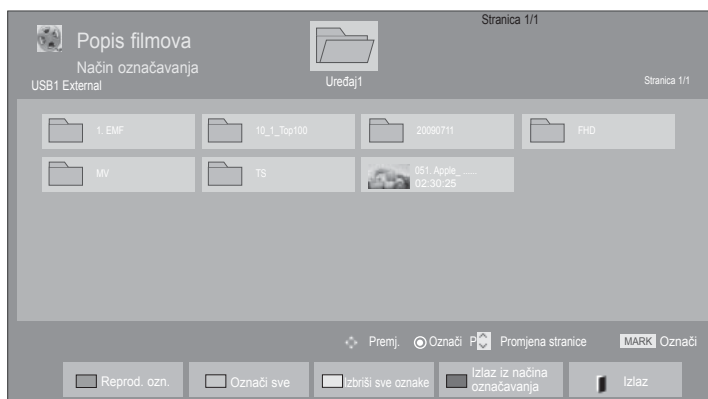 Stranica 1/1
Popis filmova
Način označavanja
USB1 External
Uređaj1
Stranica 1/1
1. EMF
10_1_Top100
20090711
FHD
MV
TS
051. Apple_ ......
02:30:25
Premj. Označi P Promjena stranice MARK Označi
Reprod. ozn.
Označi sve
Izbriši sve oznake
Izlaz iz načina
označavanja
Izlaz